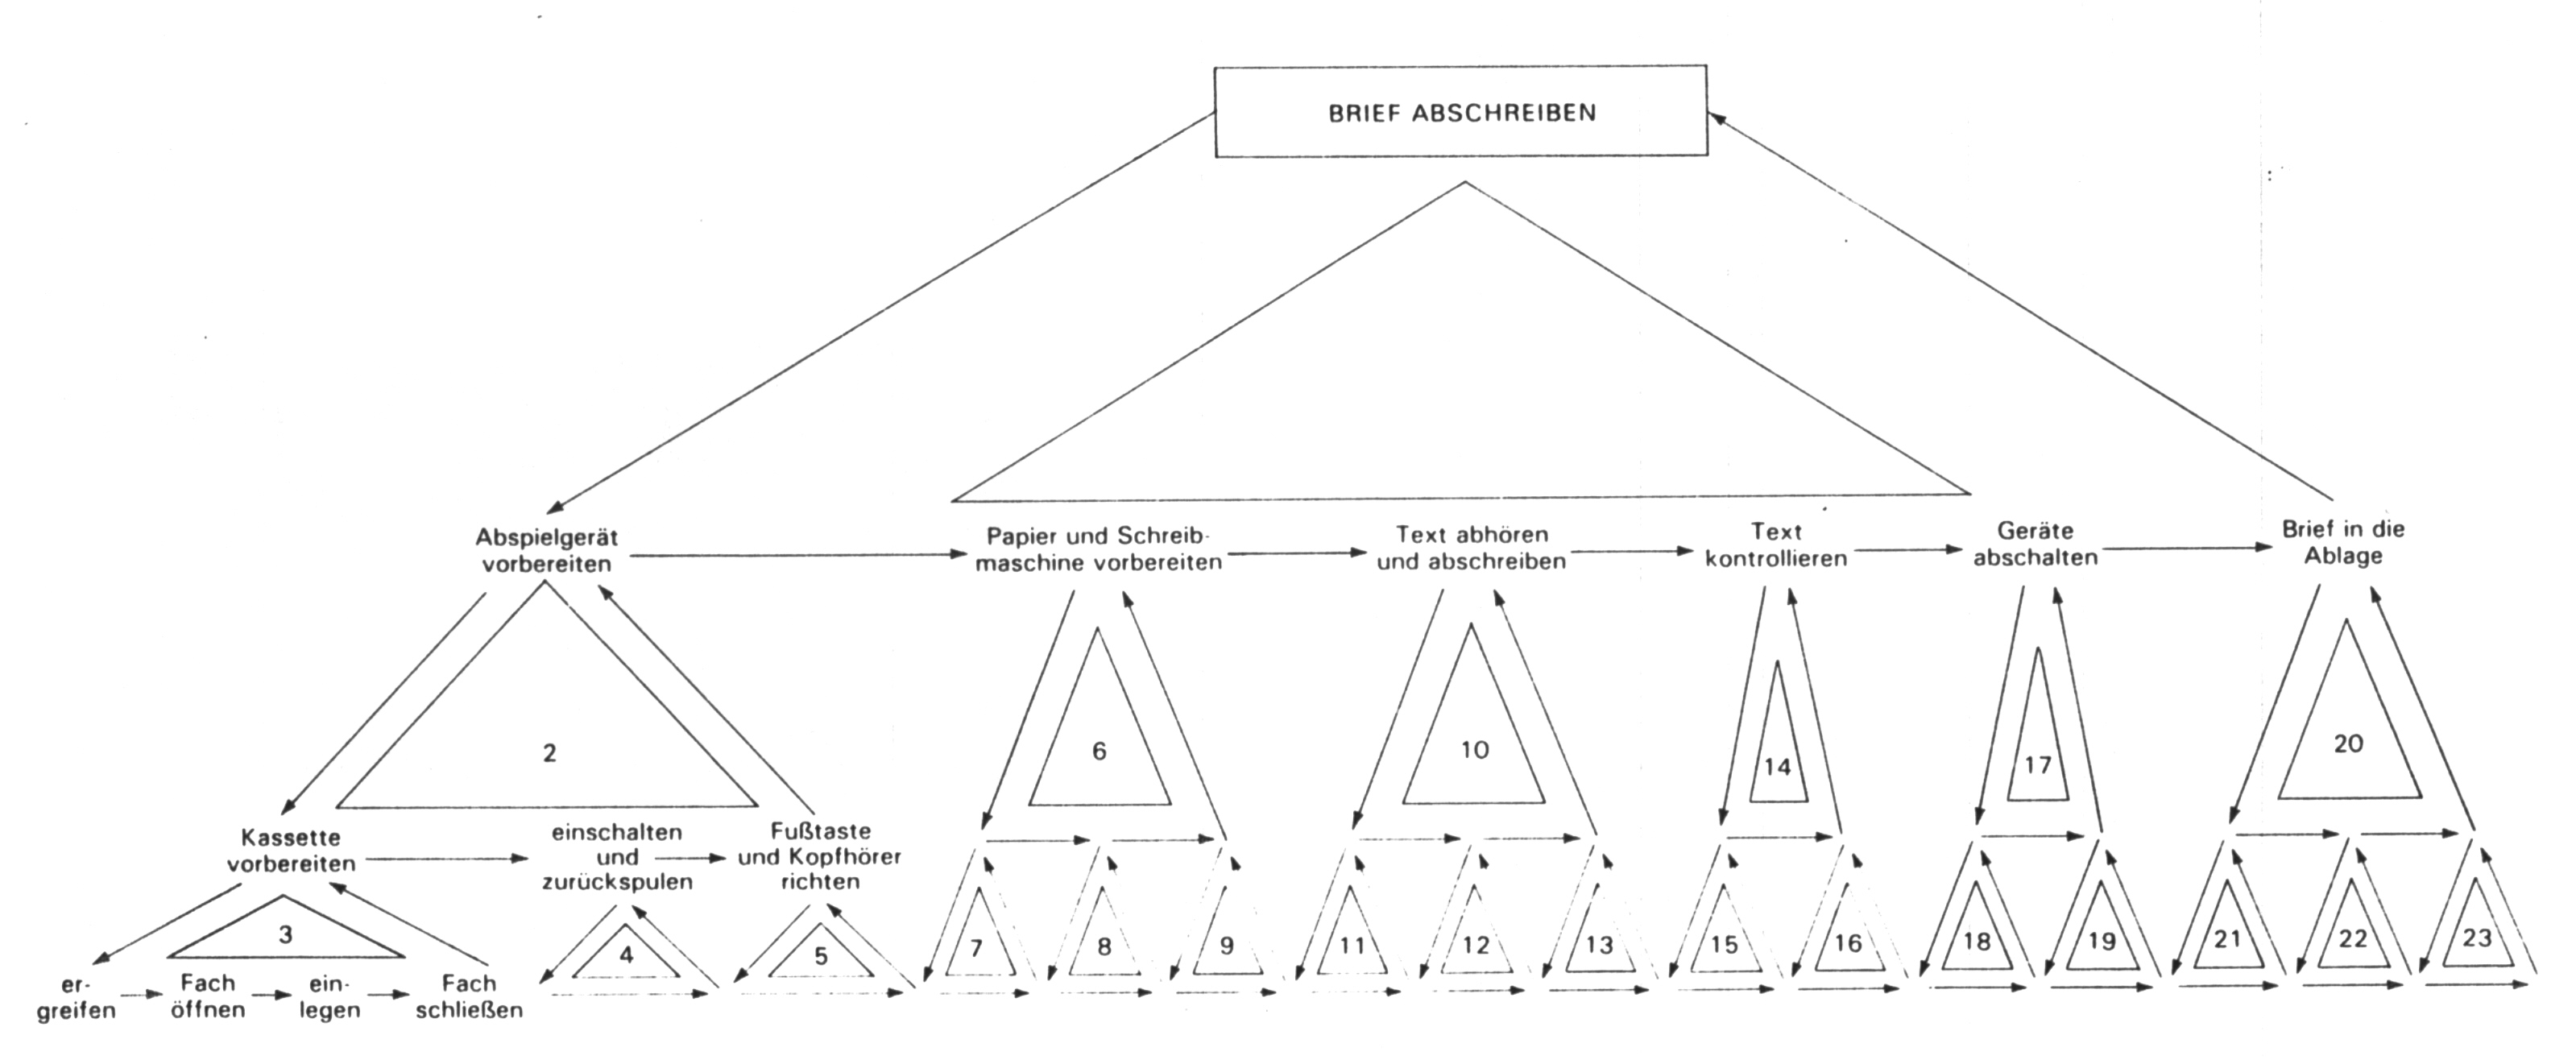 BRIEF ABSCHREIBEN
Abspielgerät
vorbereiten
Papier und Schreib-
maschine vorbereiten
Text abhören
und abschreiben
Text
kontrollieren
Geräte
abschalten
Brief in die
Ablage
2
6
10
14
17
20
Kassette
vorbereiten
einschalten
und
zurückspulen
Fußtaste
und Kopfhörer
richten
3
4
5
7
8
9
11
12
13
15
16
18
19
21
22
23
er-
greifen
Fach
öffnen
ein-
legen
Fach
schließen